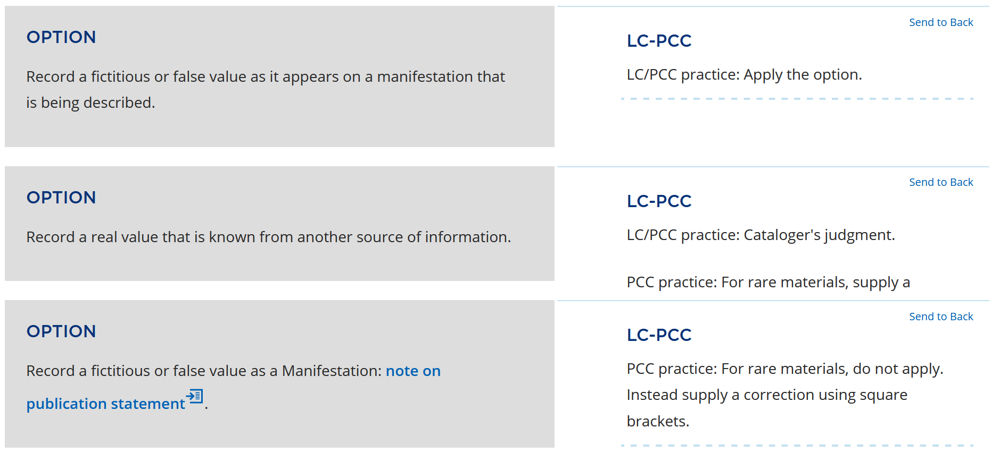 OPTION
Record a fictitious or false value as it appears on a manifestation that
is being described.
Send to Back
LC-PCC
LC/PCC practice: Apply the option.
OPTION
Record a real value that is known from another source of information.
Send to Back
LC-PCC
LC/PCC practice: Cataloger's judgment.
PCC practice: For rare materials, supply a
OPTION
Record a fictitious or false value as a Manifestation: note on
publication statement.
Send to Back
LC-PCC
PCC practice: For rare materials, do not apply.
Instead supply a correction using square
brackets.